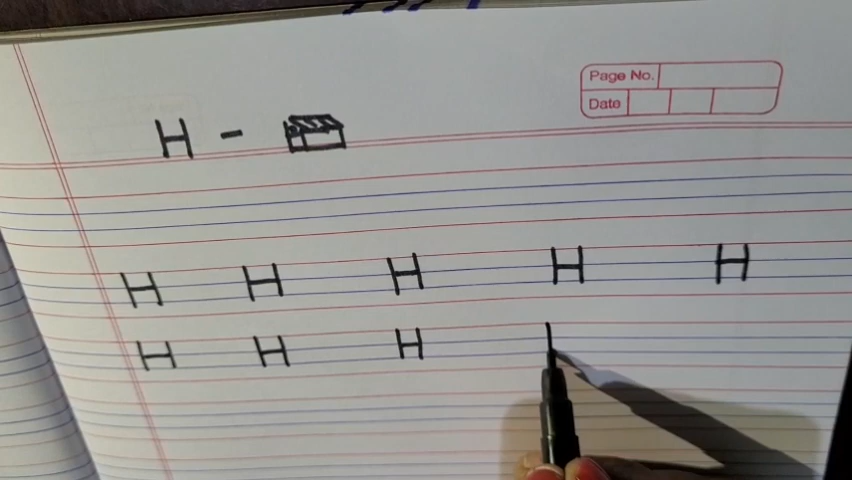 Page No.
Date
H -
H H H H H
H H H